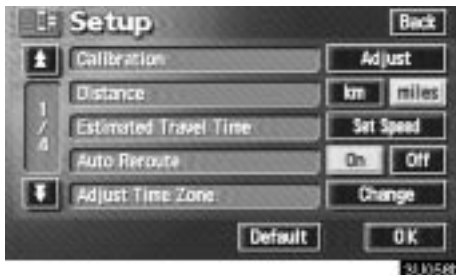 Setup Back
Calibration Adjust
Distance km miles
1/4
Estimated Travel Time Set Speed
Auto Reroute On Off
Adjust Time Zone Change
Default OK